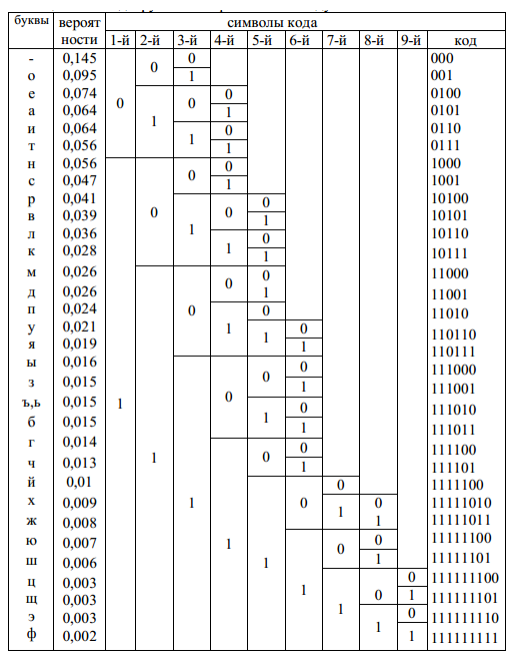 буквы вероятности символы кода
1-й 2-й 3-й 4-й 5-й 6-й 7-й 8-й 9-й код
- 0,145 0 0 000
о 0,095 1 001
е 0,074 0 0 0 0100
а 0,064 1 0101
и 0,064 1 0 0110
т 0,056 1 1 0111
н 0,056 0 1000
с 0,047 0 1 1001
р 0,041 0 10100
в 0,039 0 0 1 10101
л 0,036 1 0 10110
к 0,028 1 1 10111
м 0,026 0 11000
д 0,026 0 1 11001
п 0,024 0 0 11010
у 0,021 1 0 110110
я 0,019 1 1 110111
ы 0,016 0 111000
з 0,015 0 1 111001
ъ,ь 0,015 1 0 0 111010
б 0,015 1 1 111011
г 0,014 0 111100
ч 0,013 1 0 1 111101
й 0,01 0 1111100
х 0,009 1 0 0 11111010
ж 0,008 1 1 11111011
ю 0,007 1 0 0 11111100
ш 0,006 1 1 11111101
ц 0,003 0 111111100
щ 0,003 1 0 1 111111101
э 0,003 1 0 111111110
ф 0,002 1 1 111111111